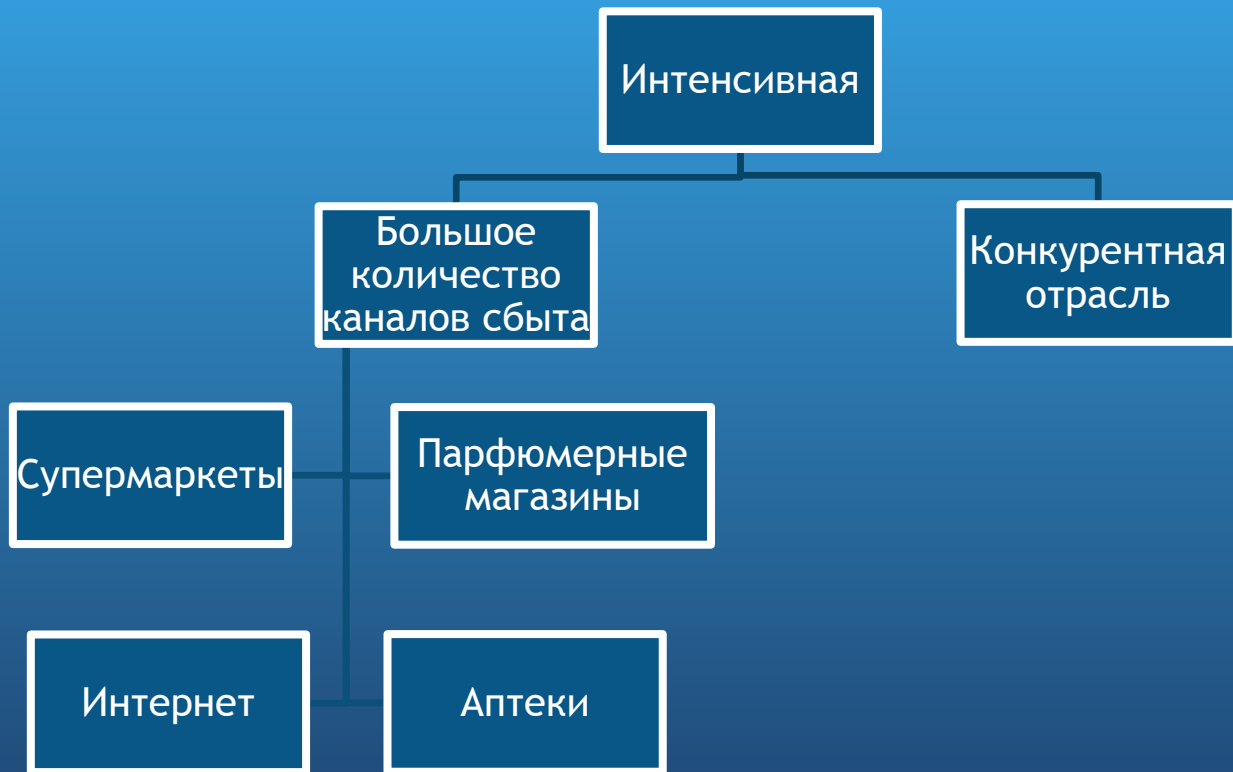 Интенсивная
Большое
количество
каналов сбыта
Конкурентная
отрасль
Супермаркеты
Парфюмерные
магазины
Интернет
Аптеки